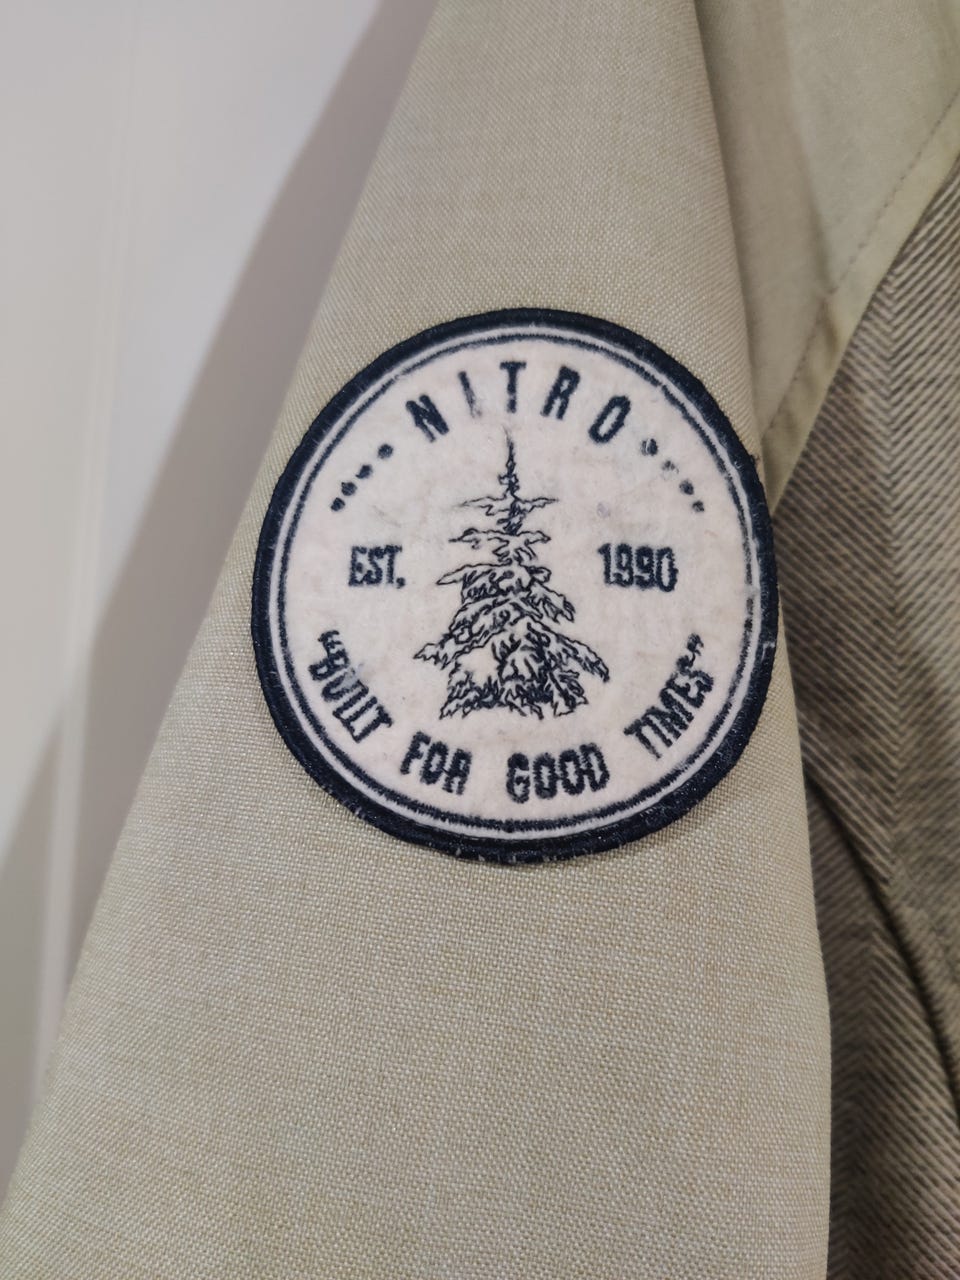 NITRO
EST. 1990
"BUILT FOR GOOD TIMES"